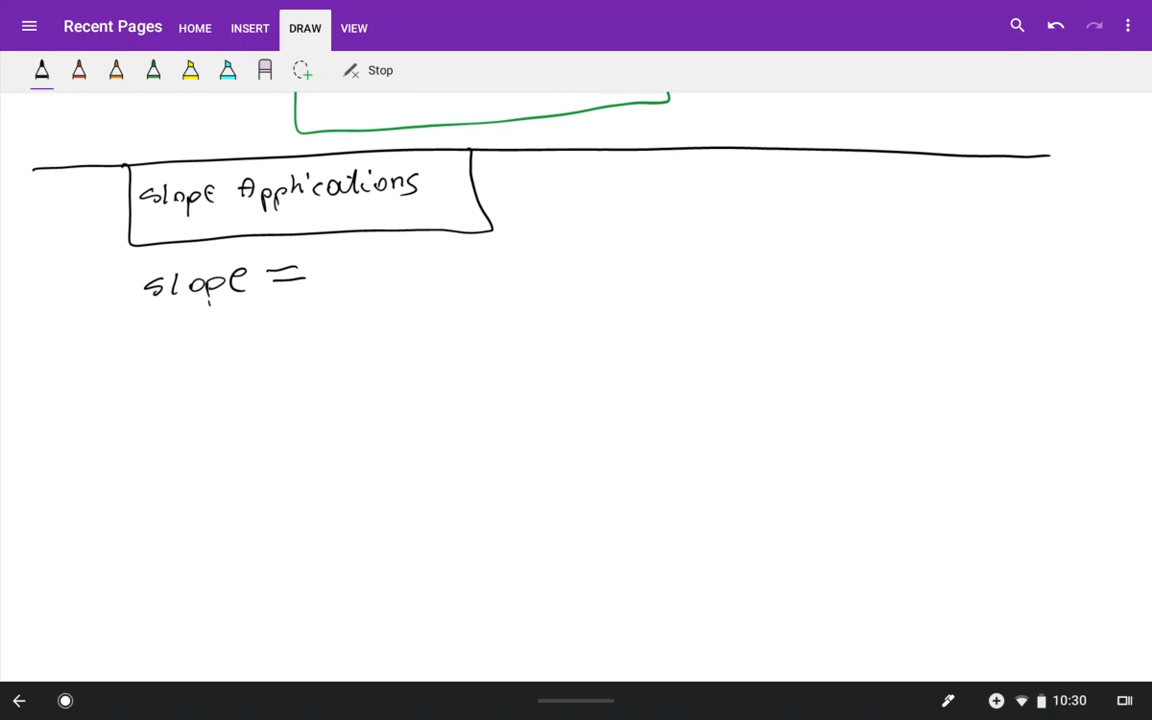 Recent Pages HOME INSERT DRAW VIEW
Stop
Slope Applications
Slope =
10:30